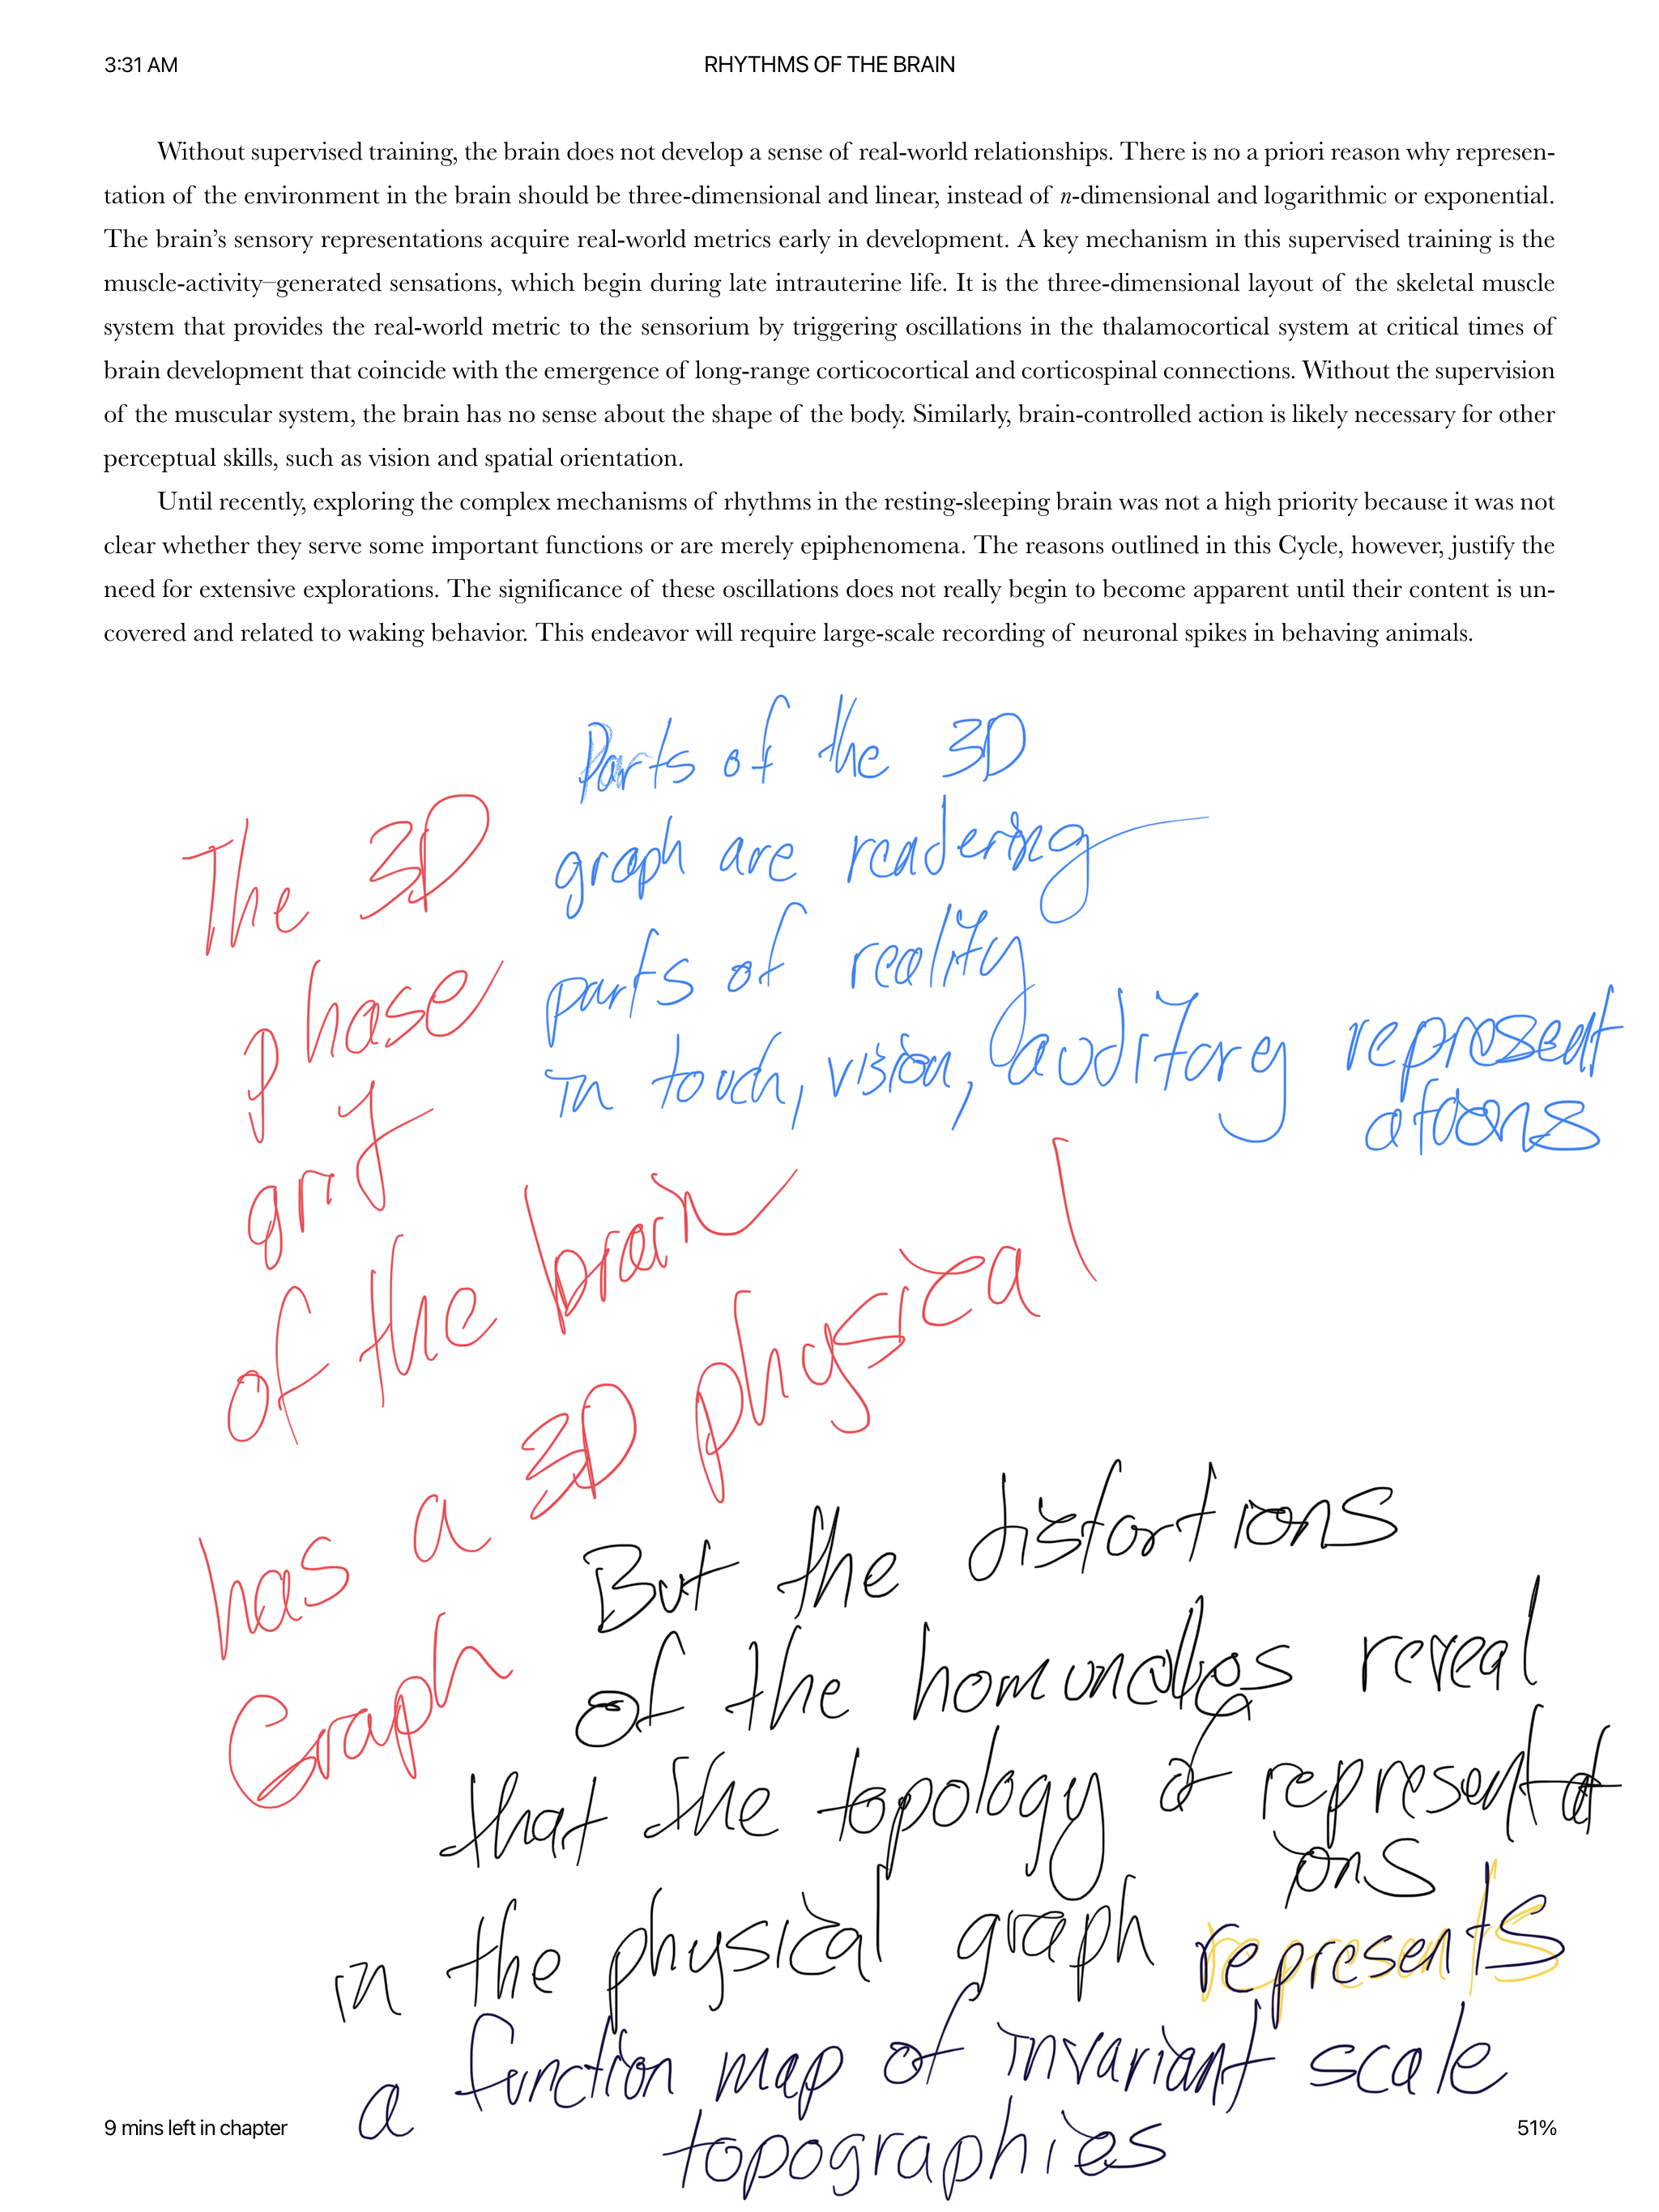 3:31 AM
RHYTHMS OF THE BRAIN
Without supervised training, the brain does not develop a sense of real-world relationships. There is no a priori reason why represen-
tation of the environment in the brain should be three-dimensional and linear, instead of n-dimensional and logarithmic or exponential.
The brain's sensory representations acquire real-world metrics early in development. A key mechanism in this supervised training is the
muscle-activity–generated sensations, which begin during late intrauterine life. It is the three-dimensional layout of the skeletal muscle
system that provides the real-world metric to the sensorium by triggering oscillations in the thalamocortical system at critical times of
brain development that coincide with the emergence of long-range corticocortical and corticospinal connections. Without the supervision
of the muscular system, the brain has no sense about the shape of the body. Similarly, brain-controlled action is likely necessary for other
perceptual skills, such as vision and spatial orientation.
Until recently, exploring the complex mechanisms of rhythms in the resting-sleeping brain was not a high priority because it was not
clear whether they serve some important functions or are merely epiphenomena. The reasons outlined in this Cycle, however, justify the
need for extensive explorations. The significance of these oscillations does not really begin to become apparent until their content is un-
covered and related to waking behavior. This endeavor will require large-scale recording of neuronal spikes in behaving animals.
Parts of the 3D
graph are readering
parts of reality
in touch, vision, auditory represent
ations
The 3D
phase
of the brain
has a 3D physical
Graph
But the distortions
of the reveal
that the topology of representati
ons
in the physical graph represents
a function map of invariant scale
topographies
9 mins left in chapter
51%